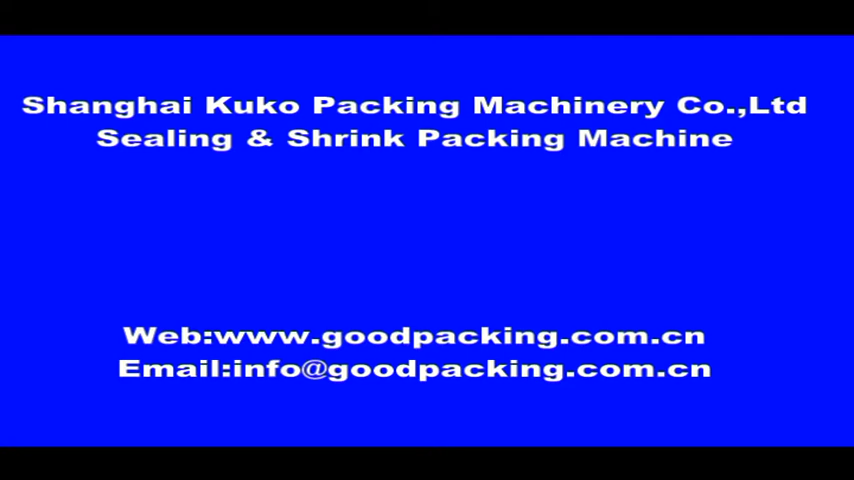 Shanghai Kuko Packing Machinery Co.,Ltd
Sealing & Shrink Packing Machine
Web:www.goodpacking.com.cn
Email:info@goodpacking.com.cn